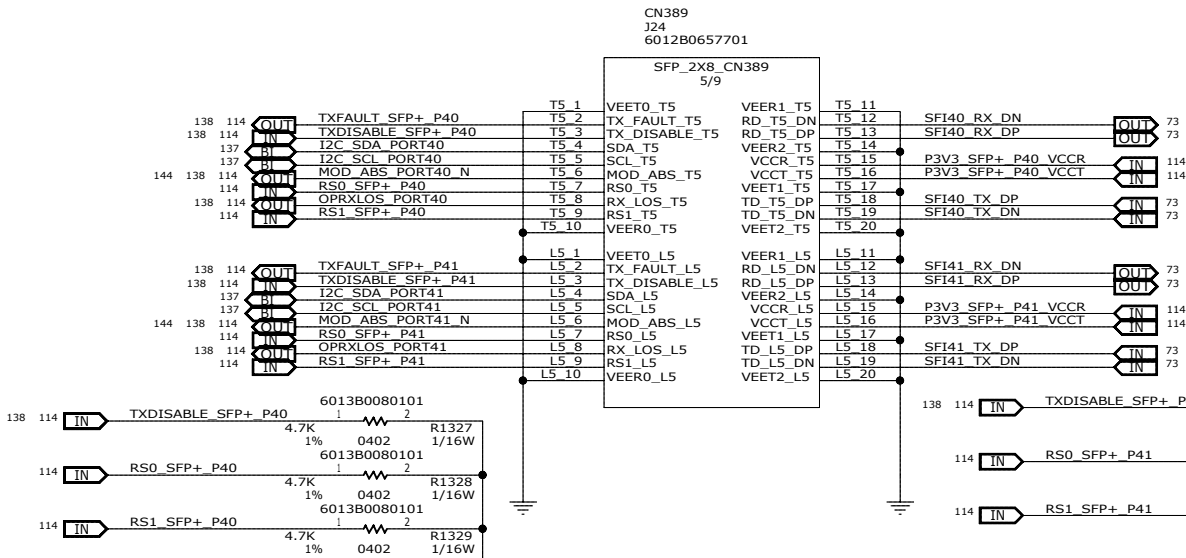 CN389
J24
6012B0657701
SFP_2X8_CN389
5/9
T5_1 VEET0_T5 VEER1_T5 T5_11
138 114 OUT TXFAULT_SFP+_P40 T5_2 TX_FAULT_T5 RD_T5_DN T5_12 SFI40_RX_DN OUT 73
138 114 IN TXDISABLE_SFP+_P40 T5_3 TX_DISABLE_T5 RD_T5_DP T5_13 SFI40_RX_DP OUT 73
137 BI I2C_SDA_PORT40 T5_4 SDA_T5 VEER2_T5 T5_14
137 BI I2C_SCL_PORT40 T5_5 SCL_T5 VCCR_T5 T5_15 P3V3_SFP+_P40_VCCR IN 114
144 138 114 OUT MOD_ABS_PORT40_N T5_6 MOD_ABS_T5 VCCT_T5 T5_16 P3V3_SFP+_P40_VCCT IN 114
114 IN RS0_SFP+_P40 T5_7 RS0_T5 VEET1_T5 T5_17
138 114 OUT OPRXLOS_PORT40 T5_8 RX_LOS_T5 TD_T5_DP T5_18 SFI40_TX_DP IN 73
114 IN RS1_SFP+_P40 T5_9 RS1_T5 TD_T5_DN T5_19 SFI40_TX_DN IN 73
T5_10 VEER0_T5 VEET2_T5 T5_20
L5_1 VEET0_L5 VEER1_L5 L5_11
138 114 OUT TXFAULT_SFP+_P41 L5_2 TX_FAULT_L5 RD_L5_DN L5_12 SFI41_RX_DN OUT 73
138 114 IN TXDISABLE_SFP+_P41 L5_3 TX_DISABLE_L5 RD_L5_DP L5_13 SFI41_RX_DP OUT 73
137 BI I2C_SDA_PORT41 L5_4 SDA_L5 VEER2_L5 L5_14
137 BI I2C_SCL_PORT41 L5_5 SCL_L5 VCCR_L5 L5_15 P3V3_SFP+_P41_VCCR IN 114
144 138 114 OUT MOD_ABS_PORT41_N L5_6 MOD_ABS_L5 VCCT_L5 L5_16 P3V3_SFP+_P41_VCCT IN 114
114 IN RS0_SFP+_P41 L5_7 RS0_L5 VEET1_L5 L5_17
138 114 OUT OPRXLOS_PORT41 L5_8 RX_LOS_L5 TD_L5_DP L5_18 SFI41_TX_DP IN 73
114 IN RS1_SFP+_P41 L5_9 RS1_L5 TD_L5_DN L5_19 SFI41_TX_DN IN 73
L5_10 VEER0_L5 VEET2_L5 L5_20
6013B0080101
138 114 IN TXDISABLE_SFP+_P40 1 2
4.7K R1327
1% 0402 1/16W
6013B0080101
114 IN RS0_SFP+_P40 1 2
4.7K R1328
1% 0402 1/16W
6013B0080101
114 IN RS1_SFP+_P40 1 2
4.7K R1329
1% 0402 1/16W
138 114 IN TXDISABLE_SFP+_P
114 IN RS0_SFP+_P41
114 IN RS1_SFP+_P41